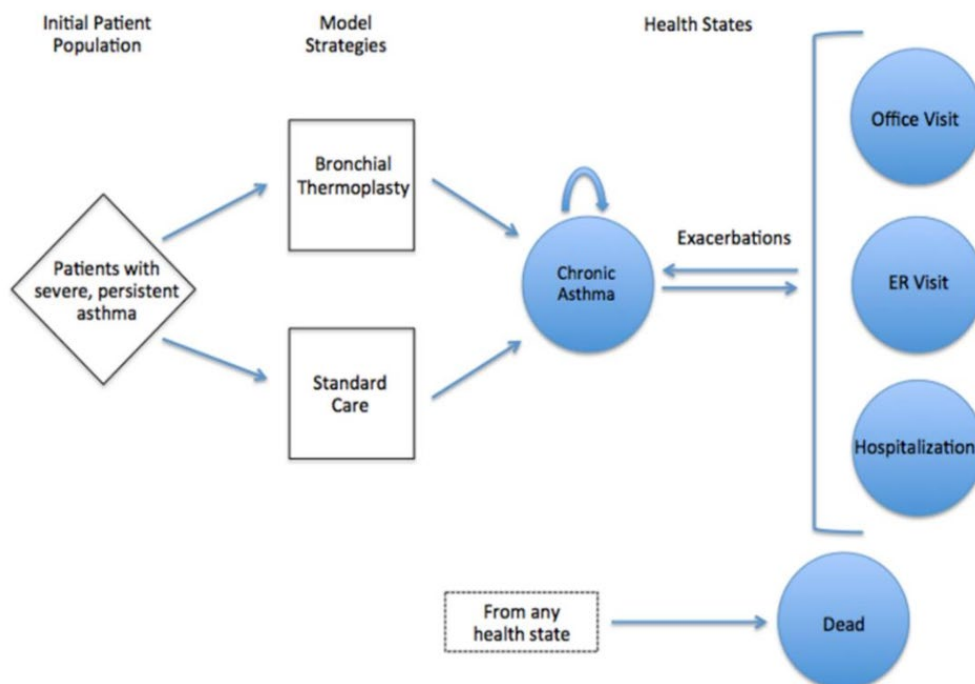 Initial Patient
Population
Model
Strategies
Health States
Office Visit
Bronchial
Thermoplasty
Patients with
severe, persistent
asthma
Chronic
Asthma
Exacerbations
ER Visit
Standard
Care
Hospitalization
From any
health state
Dead